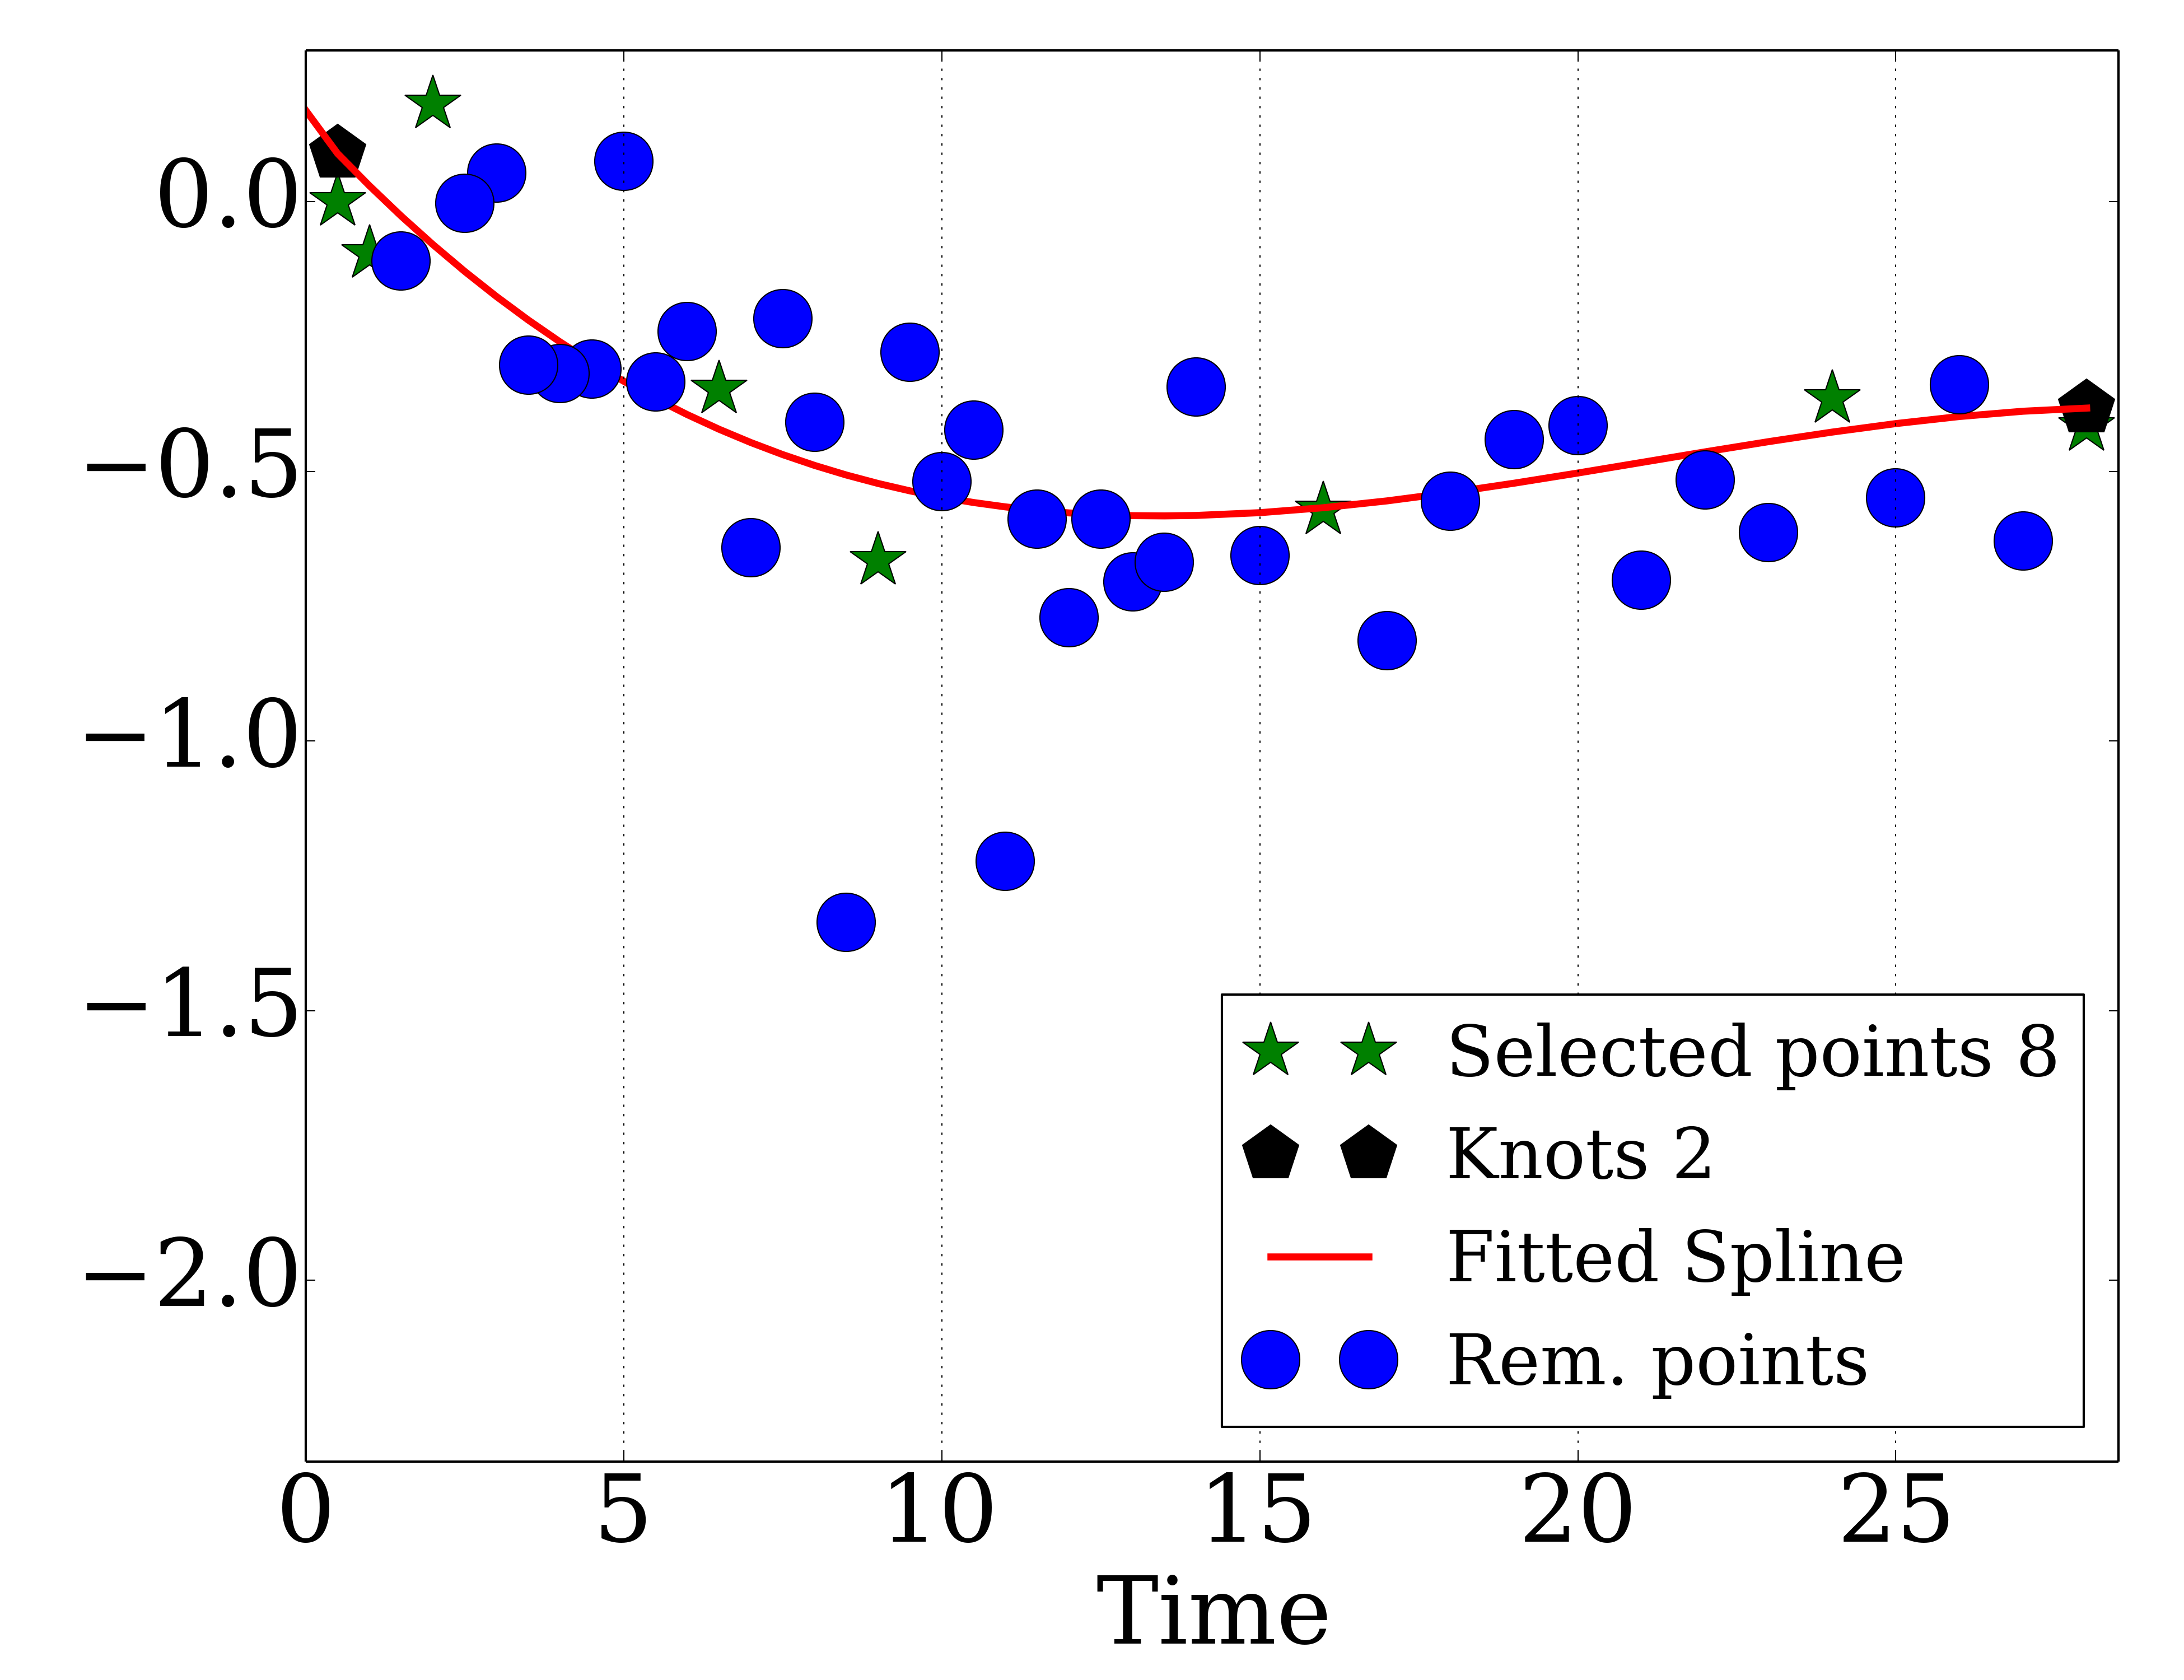 0.0
−0.5
−1.0
−1.5
−2.0
Selected points 8
Knots 2
Fitted Spline
Rem. points
0 5 10 15 20 25
Time